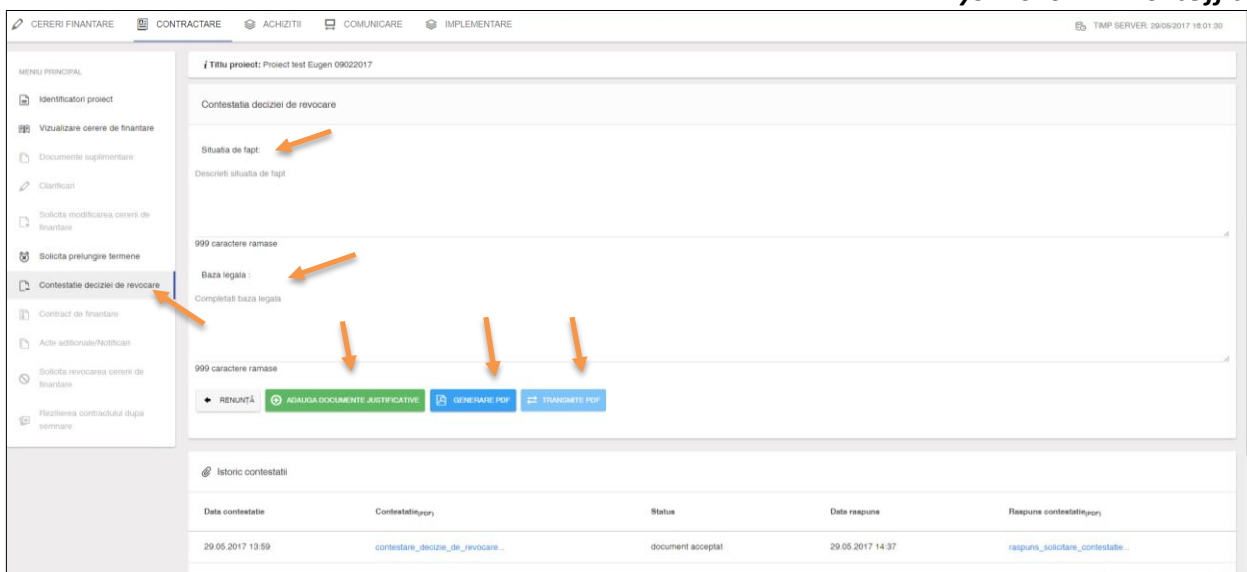 CERERI FINANTARE CONTRACTARE ACHIZITII COMUNICARE IMPLEMENTARE TIMP SERVER: 29/05/2017 16:01:30
MENIU PRINCIPAL
Identificatori proiect
Vizualizare cerere de finantare
Documente suplimentare
Clarificari
Solicita modificarea cererii de
finantare
Solicita prelungire termene
Contestatie deciziei de revocare
Contract de finantare
Acte aditionale/Notificari
Solicita revocarea cererii de
finantare
Rezilierea contractului dupa
semnare
i Titlu proiect: Proiect test Eugen 09022017
Contestatia deciziei de revocare
Situatia de fapt:
Descrieti situatia de fapt
999 caractere ramase
Baza legala :
Completati baza legala
999 caractere ramase
RENUNȚĂ ADAUGA DOCUMENTE JUSTIFICATIVE GENERARE PDF TRANSMITE PDF
Istoric contestatii
Data contestatie Contestatie(PDF) Status Data raspuns Raspuns contestatie(PDF)
29.05.2017 13:59 contestare_decizie_de_revocare... document acceptat 29.05.2017 14:37 raspuns_solicitare_contestatie...